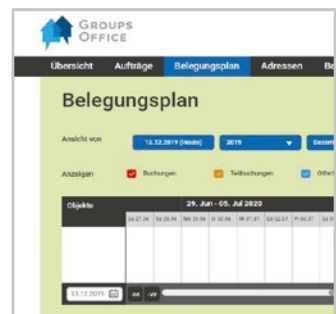 GROUPS
OFFICE
Übersicht Aufträge Belegungsplan Adressen
Belegungsplan
Ansicht von 13.12.2019 (Heute) 2019
Anzeigen Buchungen Teilbuchungen
Objekte 29. Jun - 05. Jul 2020
13.12.2019